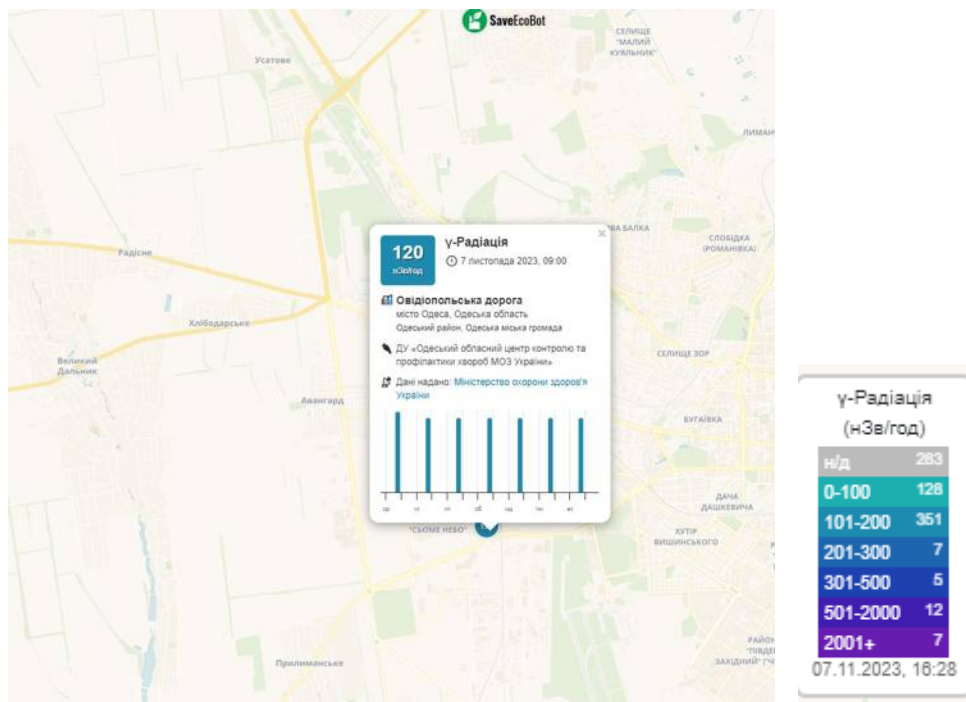 SaveEcoBot
СЕЛИЩЕ
"МАЛИЙ
КУЯЛЬНИК"
Усатове
Радісне
Хлібодарське
Великий
Дальник
Авангард
СЛОБІДКА
(РОМАНІВКА)
СЕЛИЩЕ ЗОР
БУГАЇВКА
ДАЧА
ДАШКЕВИЧА
ХУТІР
ВИШИНСЬКОГО
"СЬОМЕ НЕБО"
Прилиманське
120
нЗв/год
γ-Радіація
7 листопада 2023, 09:00
Овідіопольська дорога
місто Одеса, Одеська область
Одеський район, Одеська міська громада
ДУ «Одеський обласний центр контролю та
профілактики хвороб МОЗ України»
Дані надано: Міністерство охорони здоров'я
України
γ-Радіація
(нЗв/год)
н/д 283
0-100 128
101-200 351
201-300 7
301-500 5
501-2000 12
2001+ 7
07.11.2023, 16:28